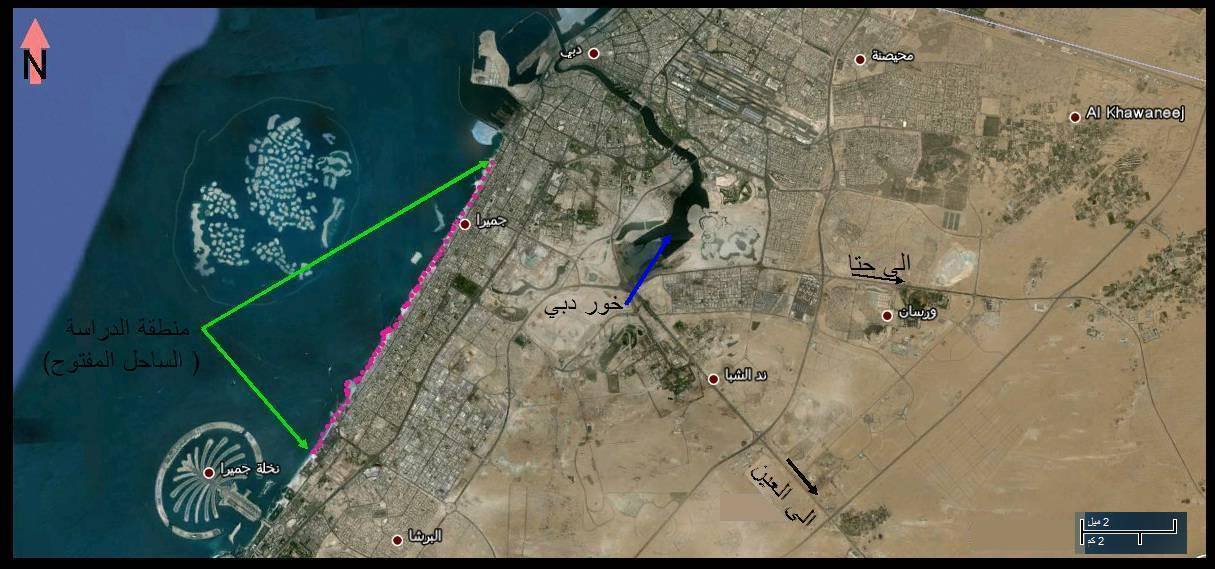 N
دبي
محيصنة
Al Khawaneej
جميرا
الى حتا
خور دبي
ورسان
منطقة الدراسة
( الساحل المفتوح)
ند الشبا
نخلة جميرا
الى العين
البرشا
2 ميل
2 كم